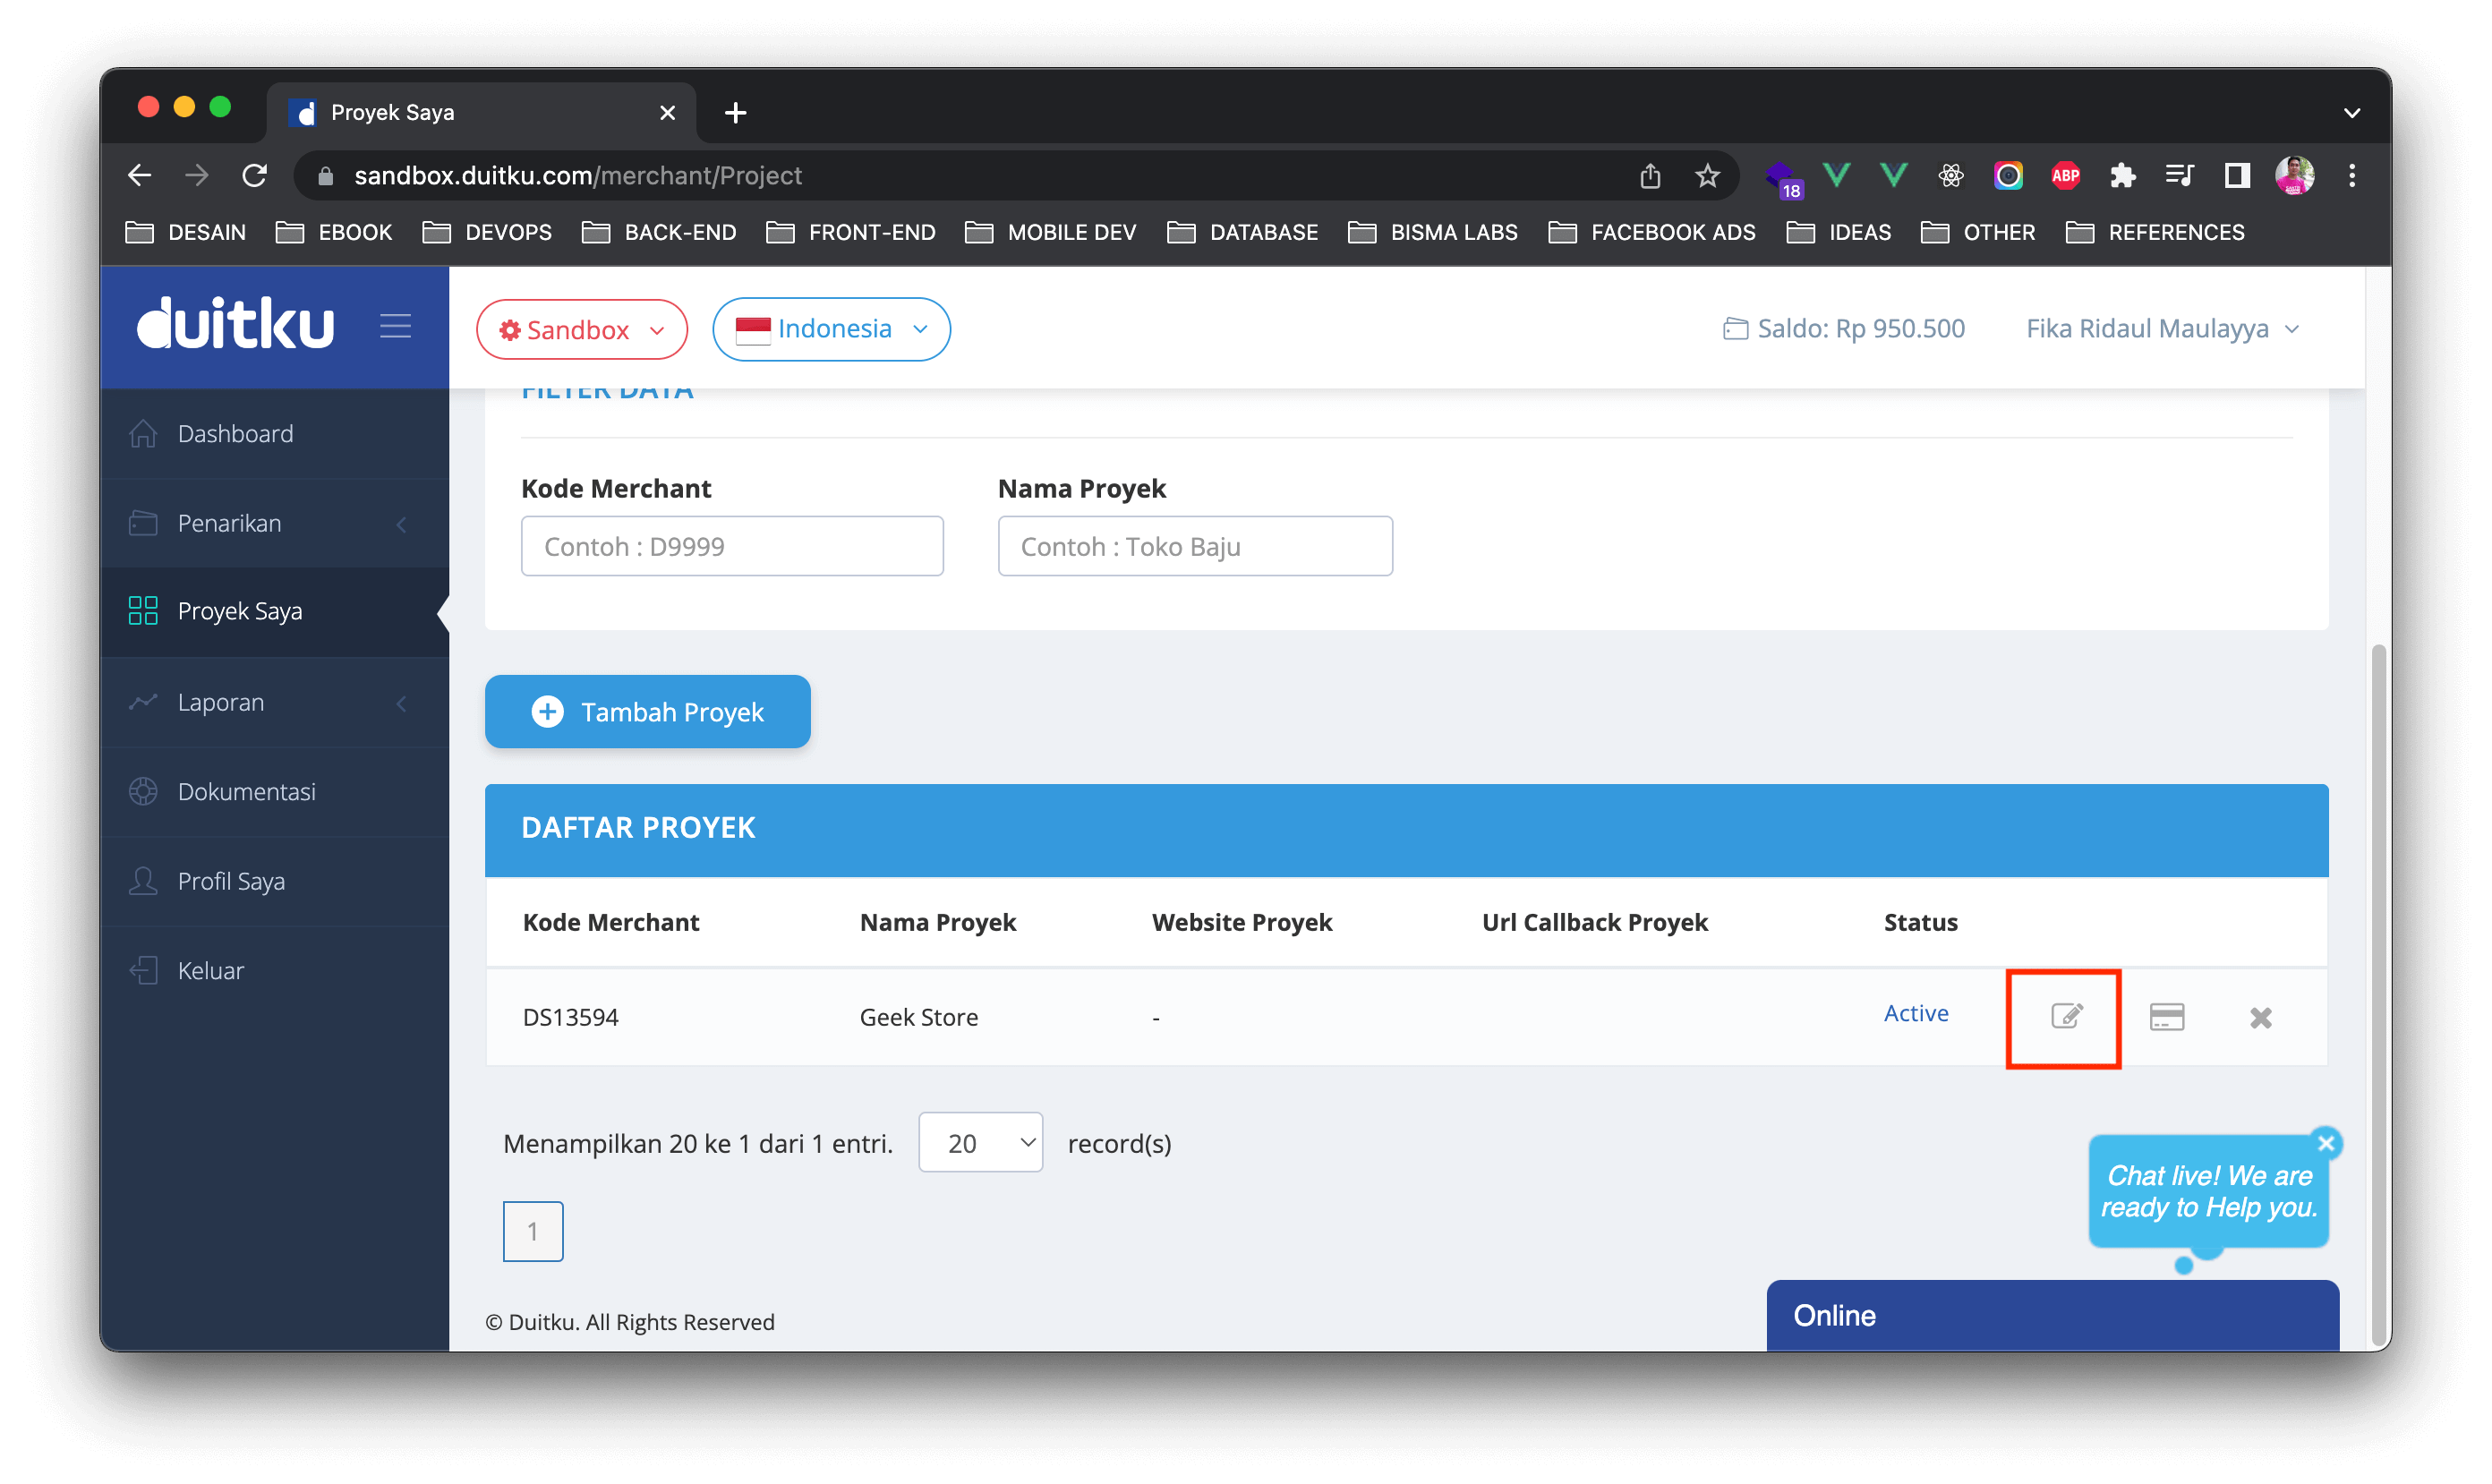 Proyek Saya
sandbox.duitku.com/merchant/Project
18
ABP
DESAIN EBOOK DEVOPS BACK-END FRONT-END MOBILE DEV DATABASE BISMA LABS FACEBOOK ADS IDEAS OTHER REFERENCES
duitku
Sandbox
Indonesia
Saldo: Rp 950.500
Fika Ridaul Maulayya
Dashboard
Penarikan
Proyek Saya
Laporan
Dokumentasi
Profil Saya
Keluar
FILTER DATA
Kode Merchant Nama Proyek
Contoh : D9999 Contoh : Toko Baju
Tambah Proyek
DAFTAR PROYEK
Kode Merchant Nama Proyek Website Proyek Url Callback Proyek Status
DS13594 Geek Store - Active
Menampilkan 20 ke 1 dari 1 entri. 20 record(s)
1
© Duitku. All Rights Reserved
Chat live! We are
ready to Help you.
Online